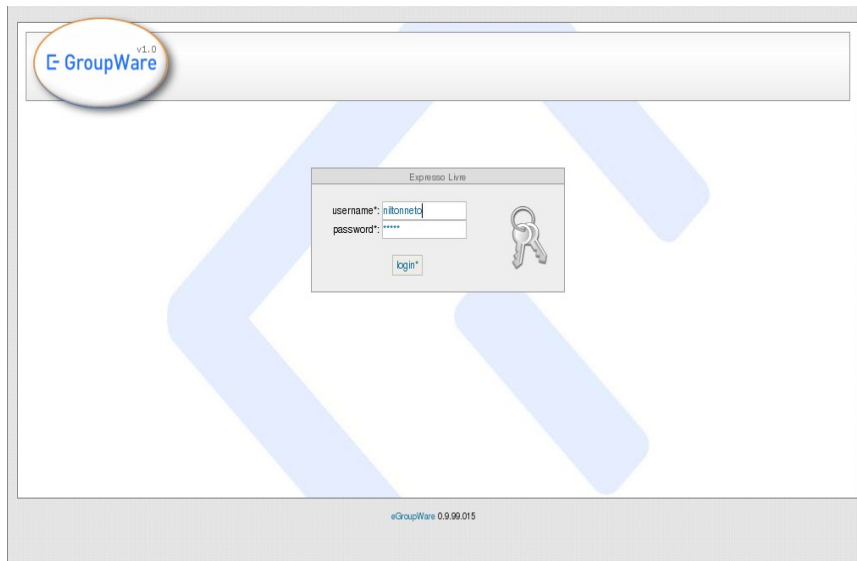 v1.0
E- GroupWare
Expresso Livre
username*: niltonneto
password*: *****
login*
eGroupWare 0.9.99.015